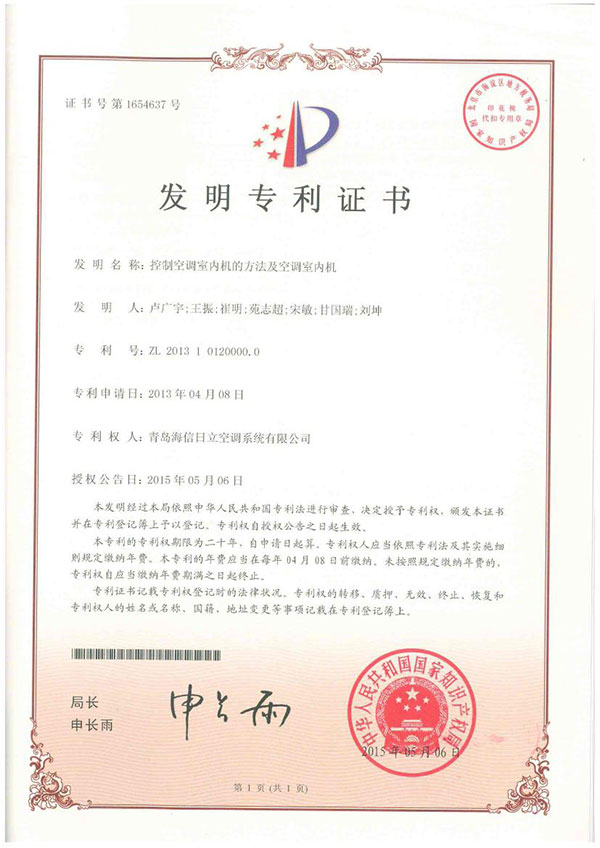 证书号第1654637号
北京市海淀区地方税务局
印花税
代扣专用章
国家知识产权局
发明专利证书
发明名称:控制空调室内机的方法及空调室内机
发明人:卢广宇;王振;崔明;苑志超;宋敏;甘国瑞;刘坤
专利号:ZL 2013 1 0120000.0
专利申请日:2013年04月08日
专利权人:青岛海信日立空调系统有限公司
授权公告日:2015年05月06日
本发明经过本局依照中华人民共和国专利法进行审查,决定授予专利权,颁发本证书
并在专利登记簿上予以登记。专利权自授权公告之日起生效。
本专利的专利权期限为二十年,自申请日起算。专利权人应当依照专利法及其实施细
则规定缴纳年费。本专利的年费应当在每年04月08日前缴纳。未按照规定缴纳年费的,
专利权自应当缴纳年费期满之日起终止。
专利证书记载专利权登记时的法律状况。专利权的转移、质押、无效、终止、恢复和
专利权人的姓名或名称、国籍、地址变更等事项记载在专利登记簿上。
局长
申长雨
申长雨
中华人民共和国国家知识产权局
2015年05月06日
第1页(共1页)